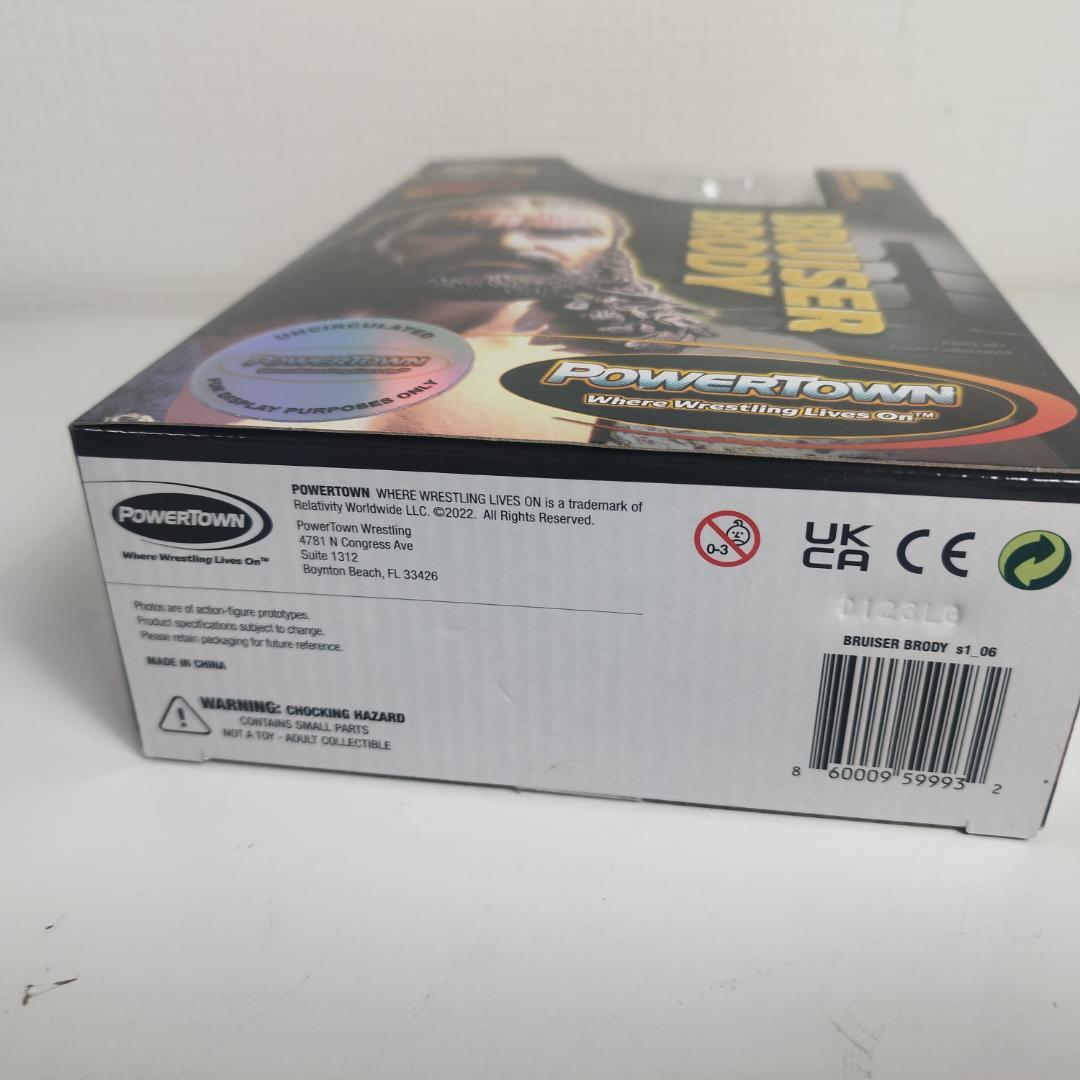 BRUISER
BRODY
AGES 18+
Adult Collectible
UNCIRCULATED
POWERTOWN
FOR DISPLAY PURPOSES ONLY
POWERTOWN
Where Wrestling Lives On™
POWERTOWN
Where Wrestling Lives On™
POWERTOWN WHERE WRESTLING LIVES ON is a trademark of
Relativity Worldwide LLC. ©2022. All Rights Reserved.
PowerTown Wrestling
4781 N Congress Ave
Suite 1312
Boynton Beach, FL 33426
Photos are of action-figure prototypes.
Product specifications subject to change.
Please retain packaging for future reference.
MADE IN CHINA
WARNING: CHOCKING HAZARD
CONTAINS SMALL PARTS
NOT A TOY - ADULT COLLECTIBLE
0-3
UK
CA
CE
0123LG
BRUISER BRODY s1_06
8 60009 59993 2